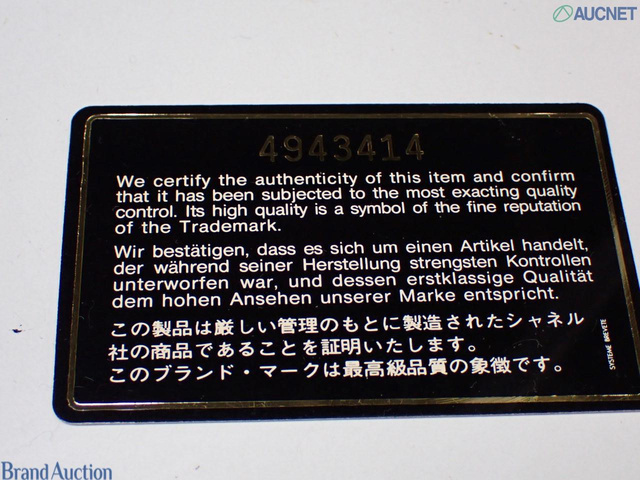 AUCNET
4943414
We certify the authenticity of this item and confirm
that it has been subjected to the most exacting quality
control. Its high quality is a symbol of the fine reputation
of the Trademark.
Wir bestätigen, dass es sich um einen Artikel handelt,
der während seiner Herstellung strengsten Kontrollen
unterworfen war, und dessen erstklassige Qualität
dem hohen Ansehen unserer Marke entspricht.
この製品は厳しい管理のもとに製造されたシャネル
社の商品であることを証明いたします。
このブランド・マークは最高級品質の象徴です。
SYSTEME BREVETE
Brand Auction